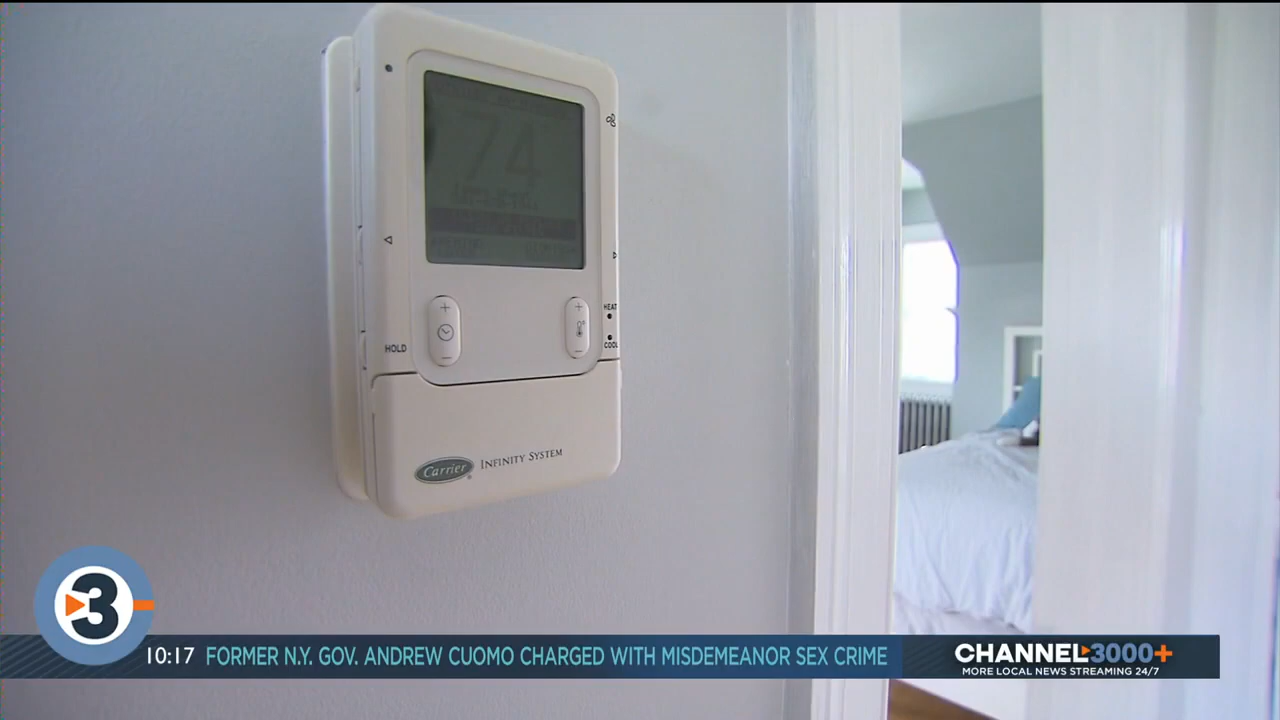 74
HEAT
COOL
HOLD
Carrier INFINITY SYSTEM
3
10:17 FORMER N.Y. GOV. ANDREW CUOMO CHARGED WITH MISDEMEANOR SEX CRIME
CHANNEL3000+
MORE LOCAL NEWS STREAMING 24/7